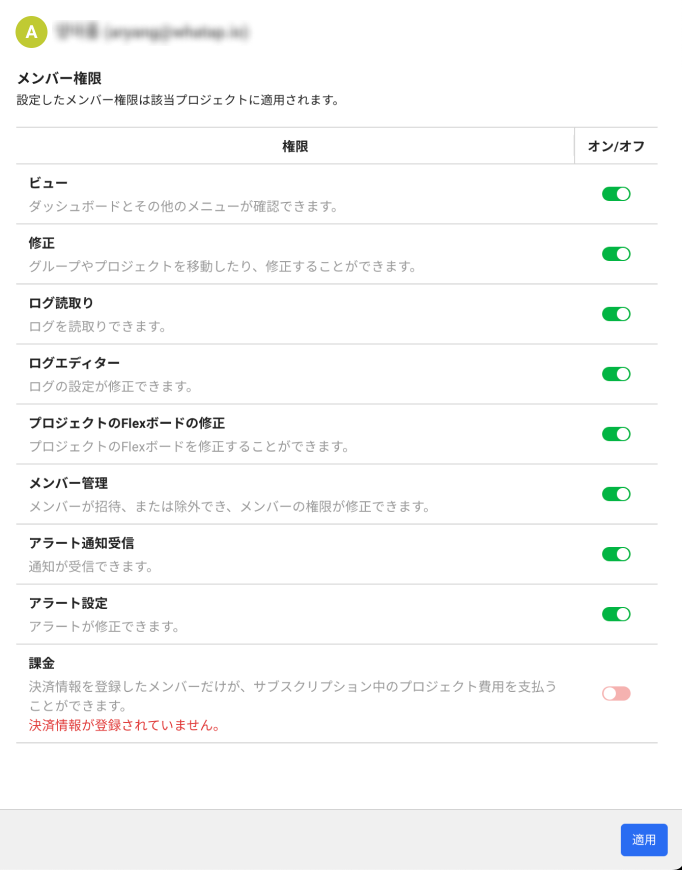 A
メンバー権限
設定したメンバー権限は該当プロジェクトに適用されます。
権限
オン/オフ
ビュー
ダッシュボードとその他のメニューが確認できます。
修正
グループやプロジェクトを移動したり、修正することができます。
ログ読取り
ログを読取りできます。
ログエディター
ログの設定が修正できます。
プロジェクトのFlexボードの修正
プロジェクトのFlexボードを修正することができます。
メンバー管理
メンバーが招待、または除外でき、メンバーの権限が修正できます。
アラート通知受信
通知が受信できます。
アラート設定
アラートが修正できます。
課金
決済情報を登録したメンバーだけが、サブスクリプション中のプロジェクト費用を支払う
ことができます。
決済情報が登録されていません。
適用